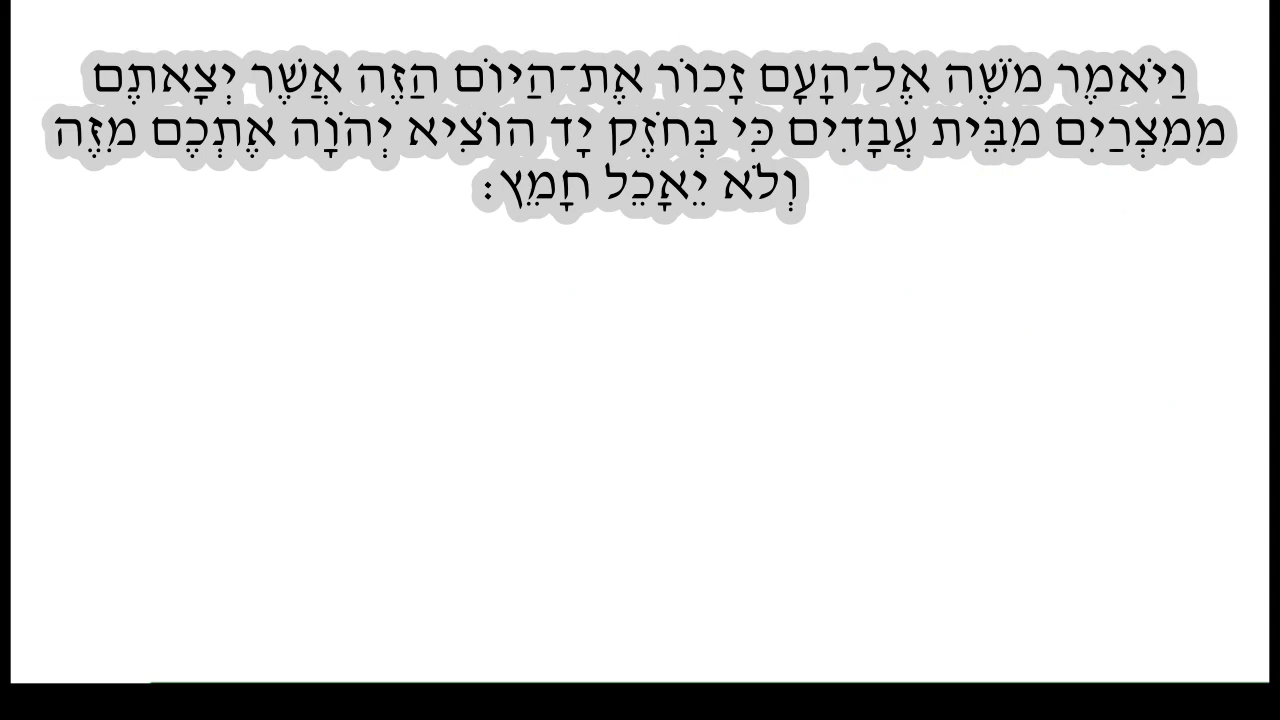 וַיֹּאמֶר מֹשֶׁה אֶל־הָעָם זָכוֹר אֶת־הַיּוֹם הַזֶּה אֲשֶׁר יְצָאתֶם
מִמִּצְרַיִם מִבֵּית עֲבָדִים כִּי בְּחֹזֶק יָד הוֹצִיא יְהֹוָה אֶתְכֶם מִזֶּה
וְלֹא יֵאָכֵל חָמֵץ׃